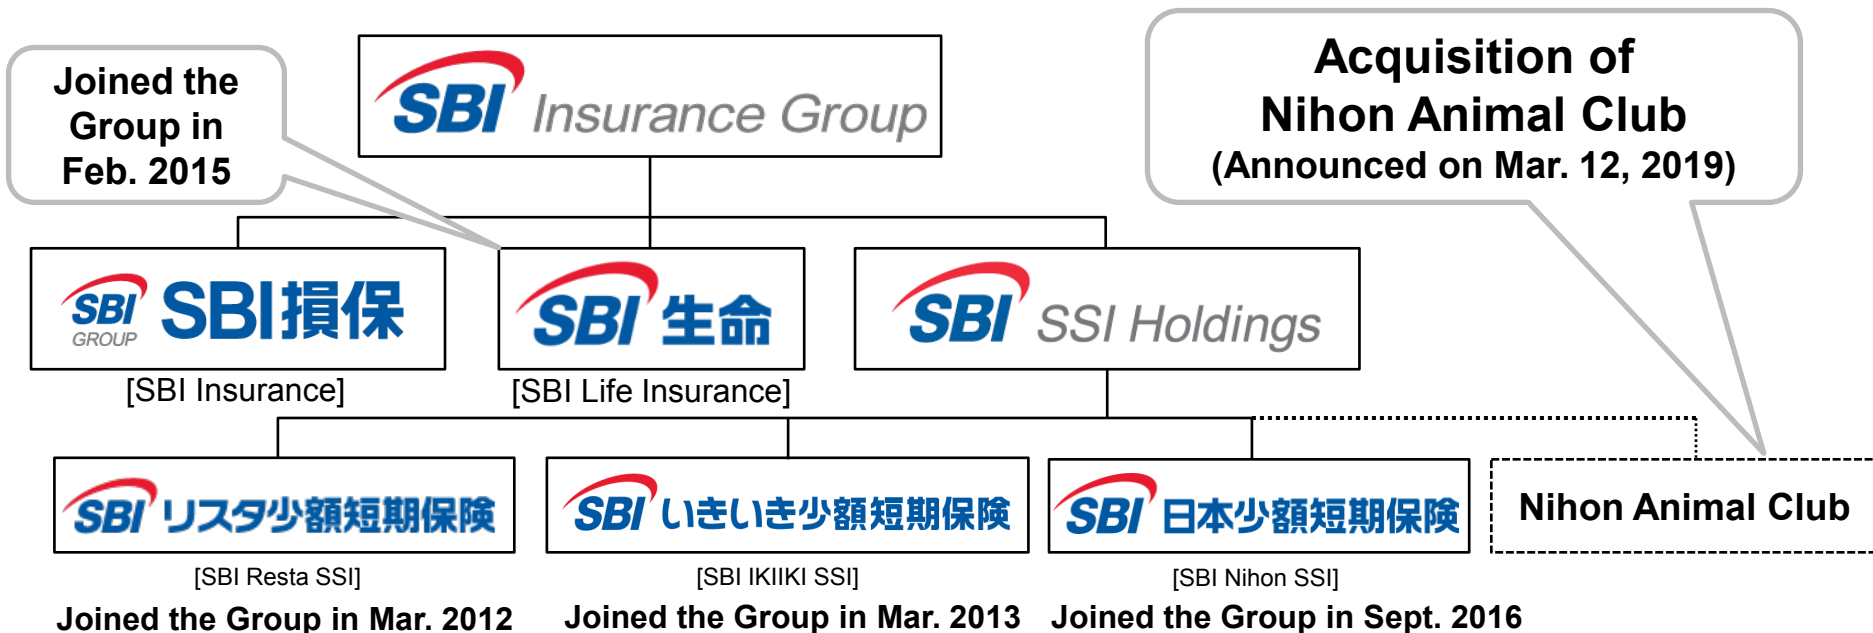 Joined the
Group in
Feb. 2015
SBI Insurance Group
Acquisition of
Nihon Animal Club
(Announced on Mar. 12, 2019)
SBI GROUP SBI損保
[SBI Insurance]
SBI 生命
[SBI Life Insurance]
SBI SSI Holdings
SBI リスタ少額短期保険
[SBI Resta SSI]
Joined the Group in Mar. 2012
SBI いきいき少額短期保険
[SBI IKIIKI SSI]
Joined the Group in Mar. 2013
SBI 日本少額短期保険
[SBI Nihon SSI]
Joined the Group in Sept. 2016
Nihon Animal Club